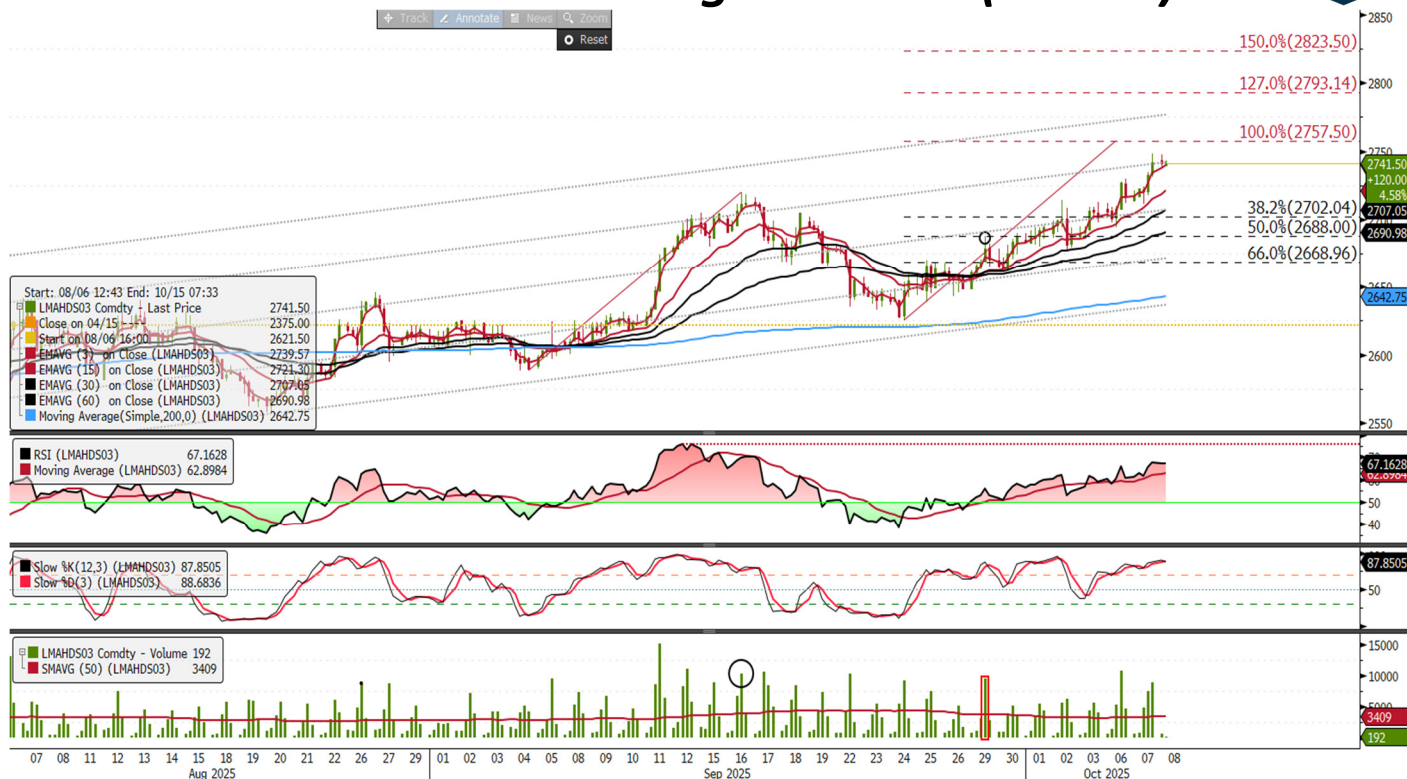 Track Annotate News Zoom
Reset
2850
150.0%(2823.50)
2800
127.0%(2793.14)
100.0%(2757.50)
2750
2741.50
+120.00
4.58%
2707.05
38.2%(2702.04)
50.0%(2688.00)
2690.98
66.0%(2668.96)
2650
2642.75
2600
2550
Start: 08/06 12:43 End: 10/15 07:33
LMAHDS03 Comdty - Last Price 2741.50
Close on 04/15 2375.00
Start on 08/06 16:00 2621.50
EMAVG (3) on Close (LMAHDS03) 2739.57
EMAVG (15) on Close (LMAHDS03) 2721.30
EMAVG (30) on Close (LMAHDS03) 2707.05
EMAVG (60) on Close (LMAHDS03) 2690.98
Moving Average(Simple,200,0) (LMAHDS03) 2642.75
RSI (LMAHDS03) 67.1628
Moving Average (LMAHDS03) 62.8984
67.1628
62.8984
50
40
Slow %K(12,3) (LMAHDS03) 87.8505
Slow %D(3) (LMAHDS03) 88.6836
87.8505
50
0
LMAHDS03 Comdty - Volume 192
SMAVG (50) (LMAHDS03) 3409
15000
10000
5000
3409
192
07 08 11 12 13 14 15 18 19 20 21 22 26 27 29 01 02 03 04 05 08 09 10 11 12 15 16 17 18 19 22 23 24 25 26 29 30 01 02 03 06 07 08
Aug 2025 Sep 2025 Oct 2025